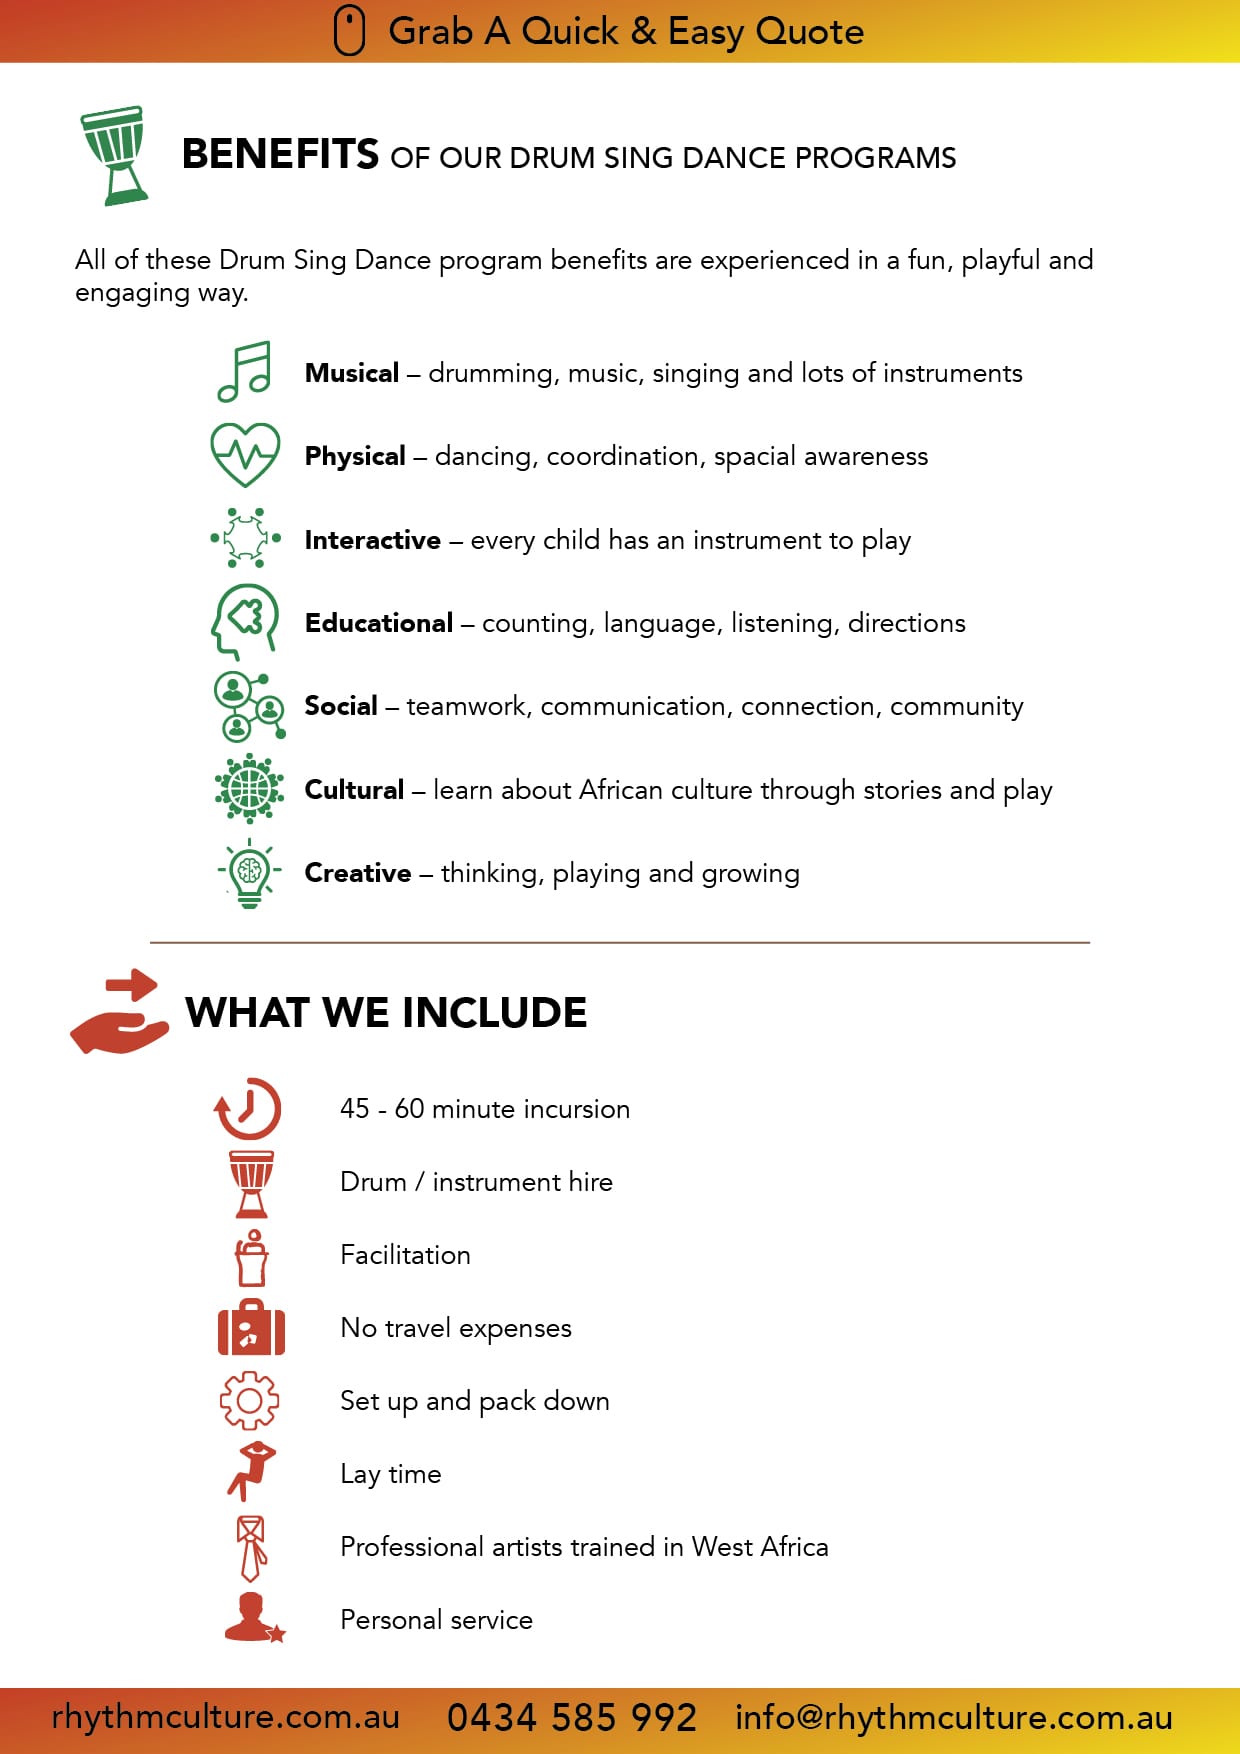 Grab A Quick & Easy Quote
BENEFITS OF OUR DRUM SING DANCE PROGRAMS
All of these Drum Sing Dance program benefits are experienced in a fun, playful and
engaging way.
Musical – drumming, music, singing and lots of instruments
Physical – dancing, coordination, spacial awareness
Interactive – every child has an instrument to play
Educational – counting, language, listening, directions
Social – teamwork, communication, connection, community
Cultural – learn about African culture through stories and play
Creative – thinking, playing and growing
WHAT WE INCLUDE
45 - 60 minute incursion
Drum / instrument hire
Facilitation
No travel expenses
Set up and pack down
Lay time
Professional artists trained in West Africa
Personal service
rhythmculture.com.au 0434 585 992 info@rhythmculture.com.au